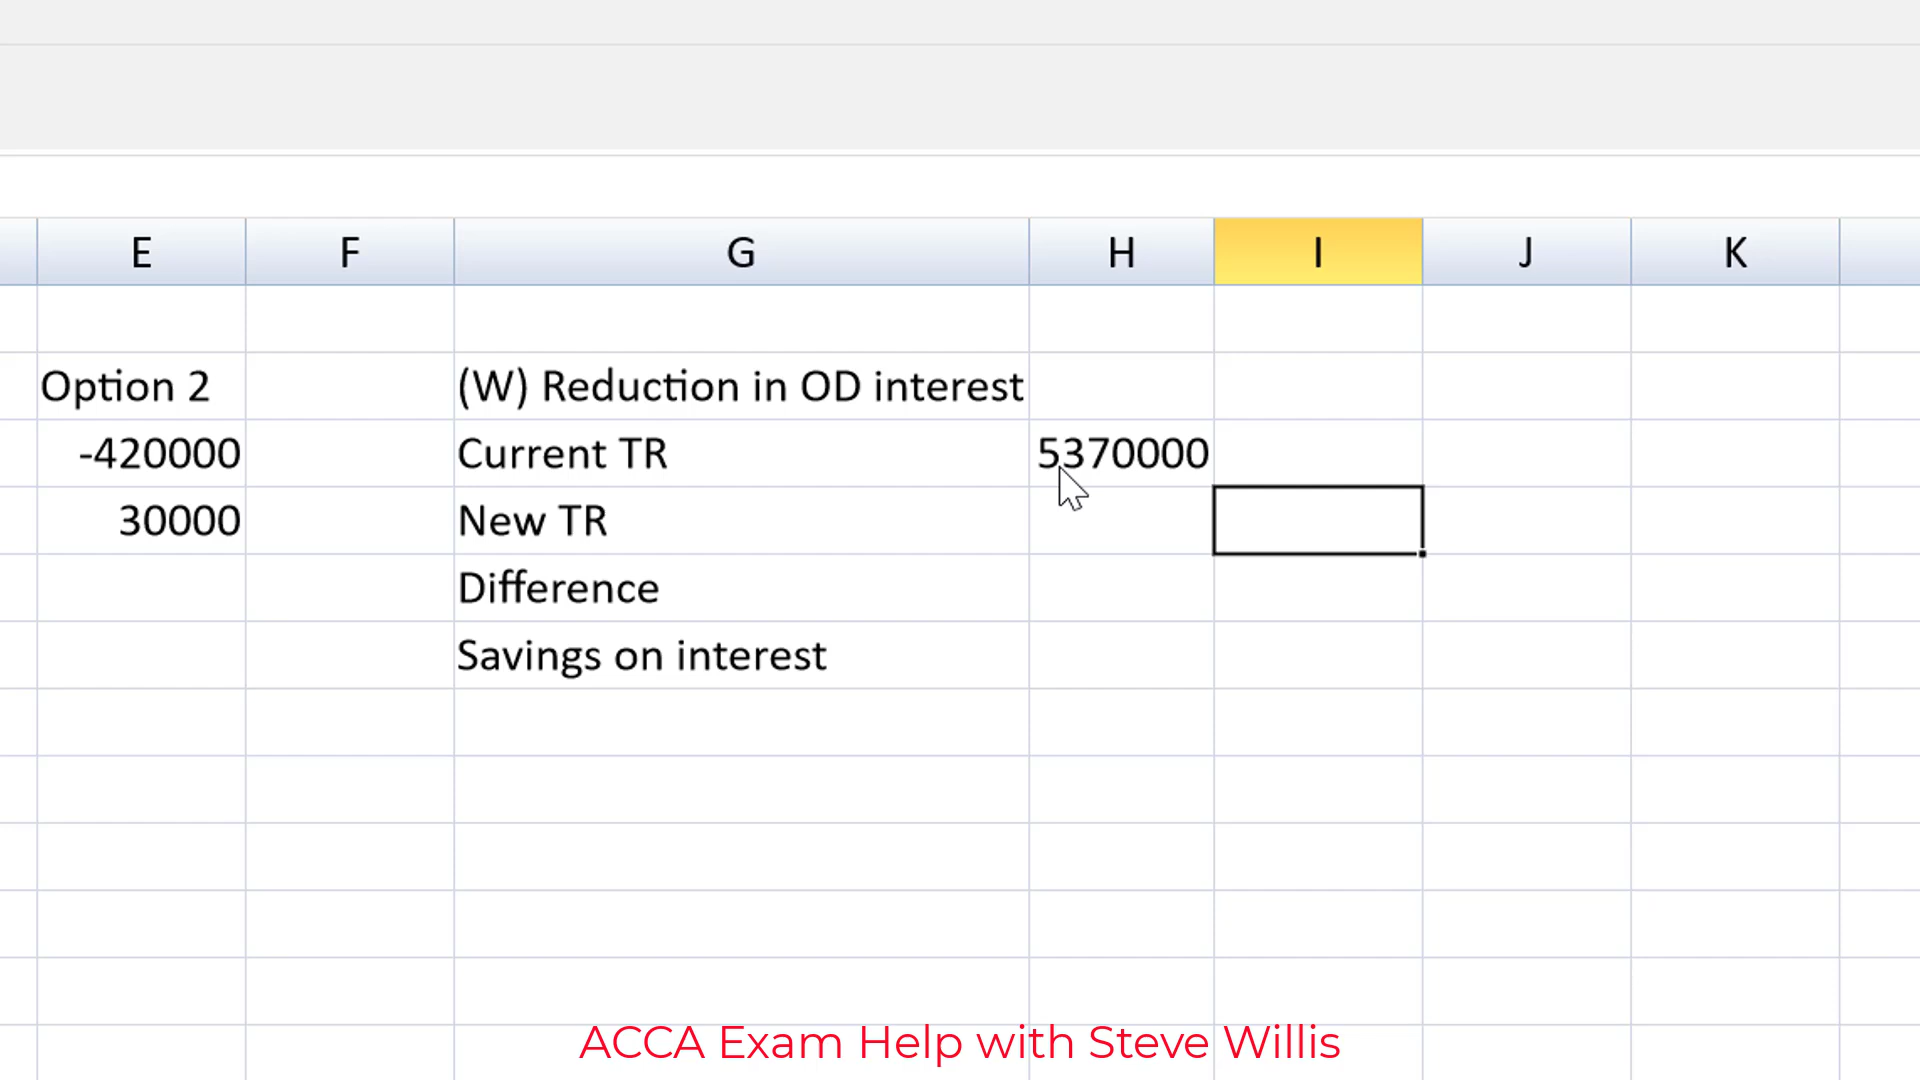 E F G H I J K
Option 2 (W) Reduction in OD interest
-420000 Current TR 5370000
30000 New TR
Difference
Savings on interest
ACCA Exam Help with Steve Willis